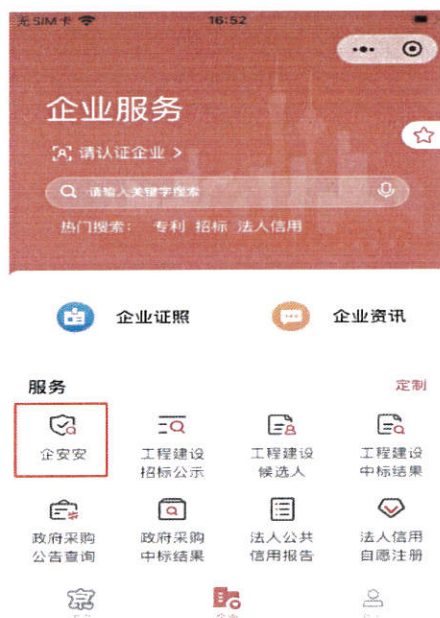 无SIM卡
16:52
企业服务
请认证企业 >
请输入关键字搜索
热门搜索： 专利 招标 法人信用
企业证照
企业资讯
服务
定制
企安安
工程建设
招标公示
工程建设
候选人
工程建设
中标结果
政府采购
公告查询
政府采购
中标结果
法人公共
信用报告
法人信用
自愿注册